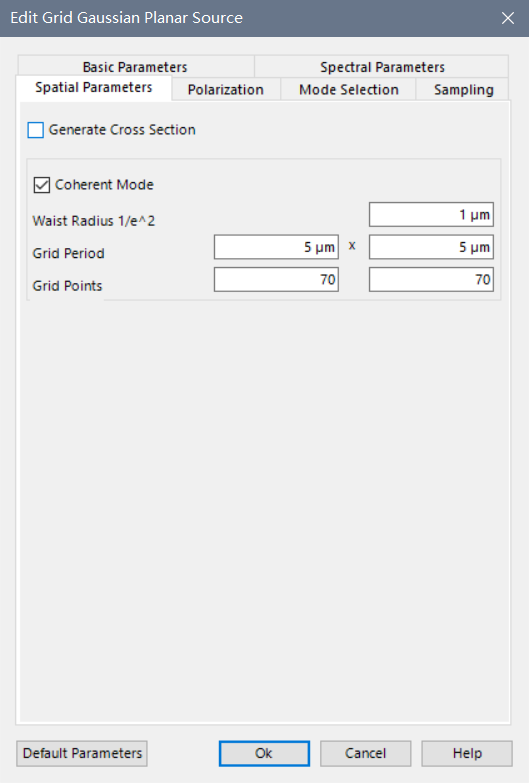 Edit Grid Gaussian Planar Source
Basic Parameters Spectral Parameters
Spatial Parameters Polarization Mode Selection Sampling
Generate Cross Section
Coherent Mode
Waist Radius 1/e^2 1 µm
Grid Period 5 µm x 5 µm
Grid Points 70 70
Default Parameters Ok Cancel Help